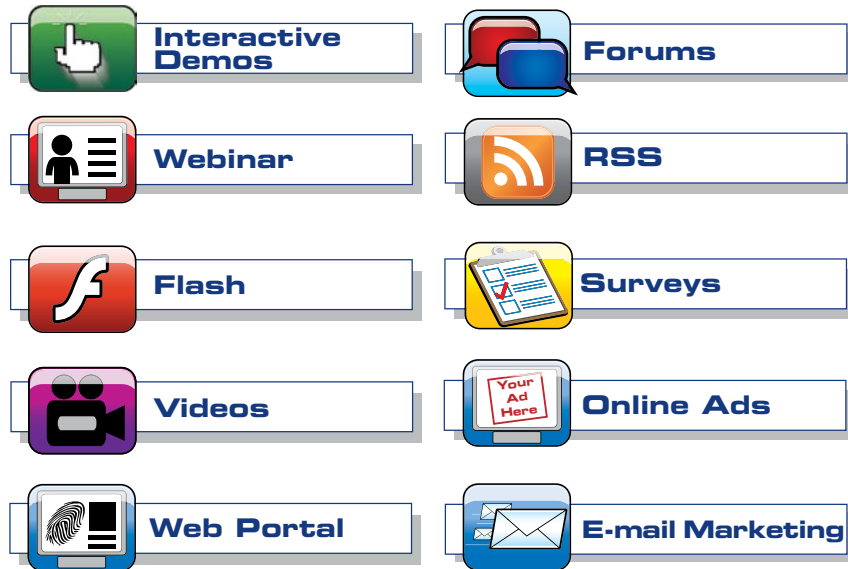 Interactive
Demos
Webinar
Flash
Videos
Web Portal
Forums
RSS
Surveys
Your
Ad
Here
Online Ads
E-mail Marketing